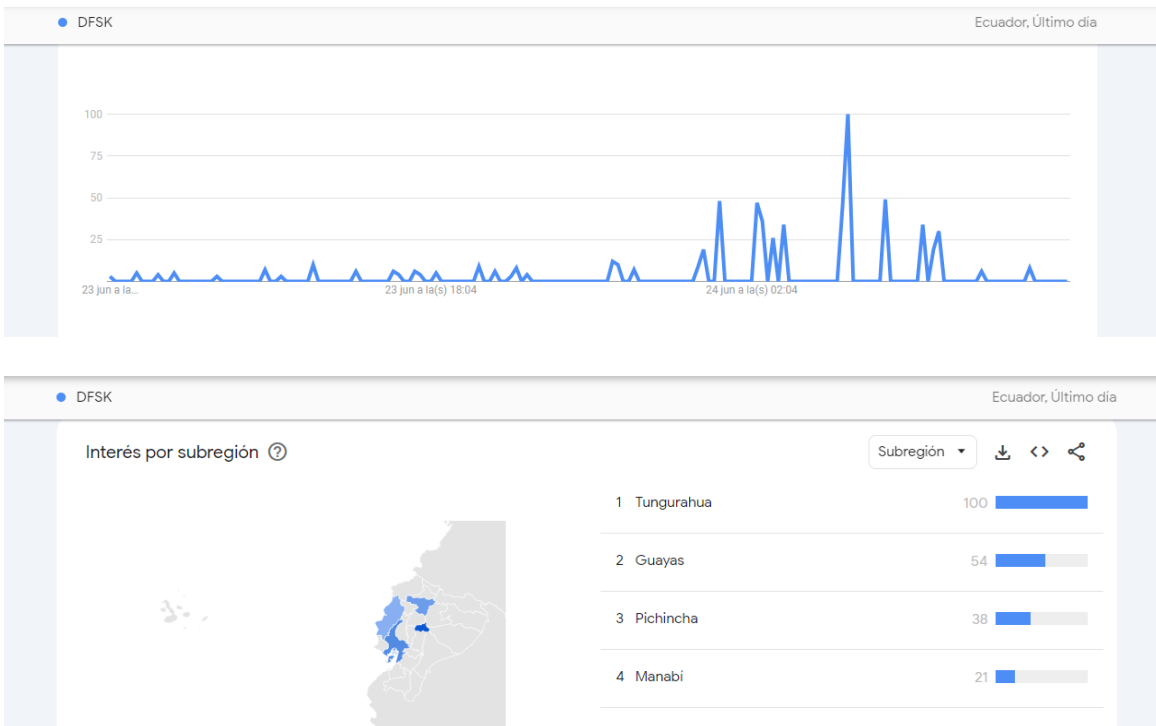 DFSK Ecuador, Último día
100
75
50
25
23 jun a la... 23 jun a la(s) 18:04 24 jun a la(s) 02:04
DFSK Ecuador, Último día
Interés por subregión ? Subregión
1 Tungurahua 100
2 Guayas 54
3 Pichincha 38
4 Manabí 21